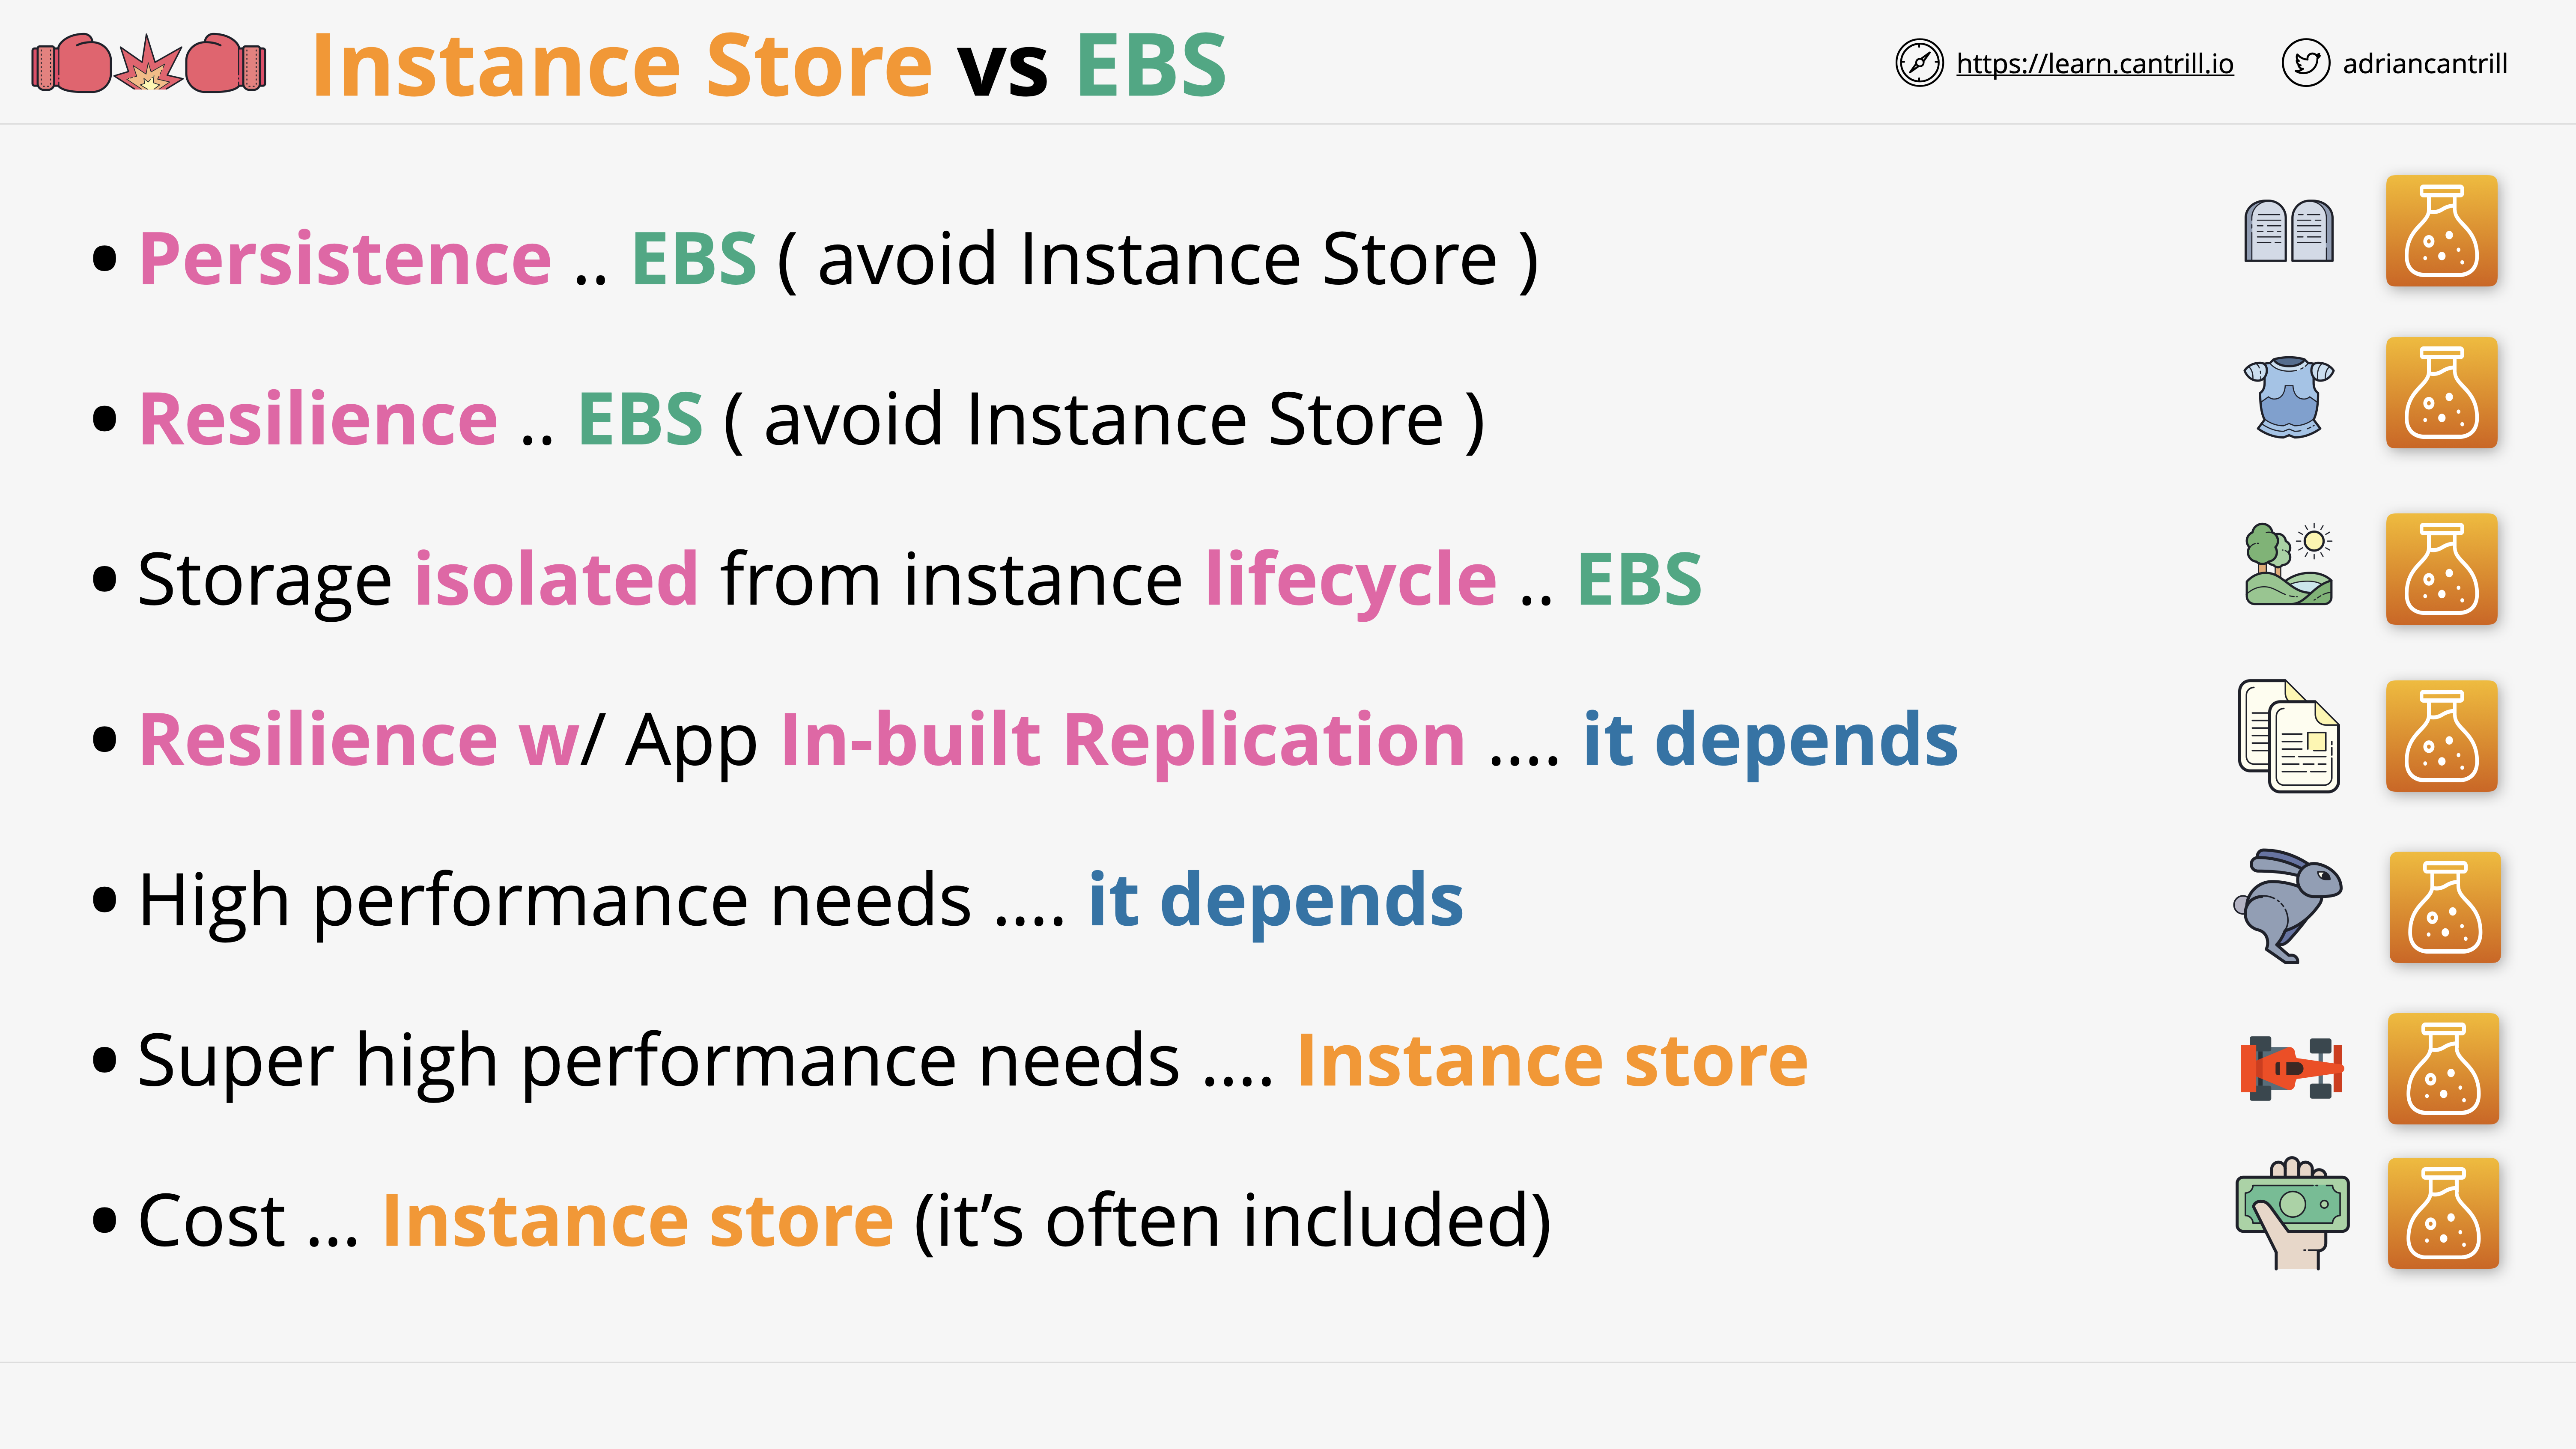 Instance Store vs EBS
https://learn.cantrill.io
adriancantrill
• Persistence .. EBS ( avoid Instance Store )
• Resilience .. EBS ( avoid Instance Store )
• Storage isolated from instance lifecycle .. EBS
• Resilience w/ App In-built Replication .... it depends
• High performance needs .... it depends
• Super high performance needs .... Instance store
• Cost ... Instance store (it’s often included)